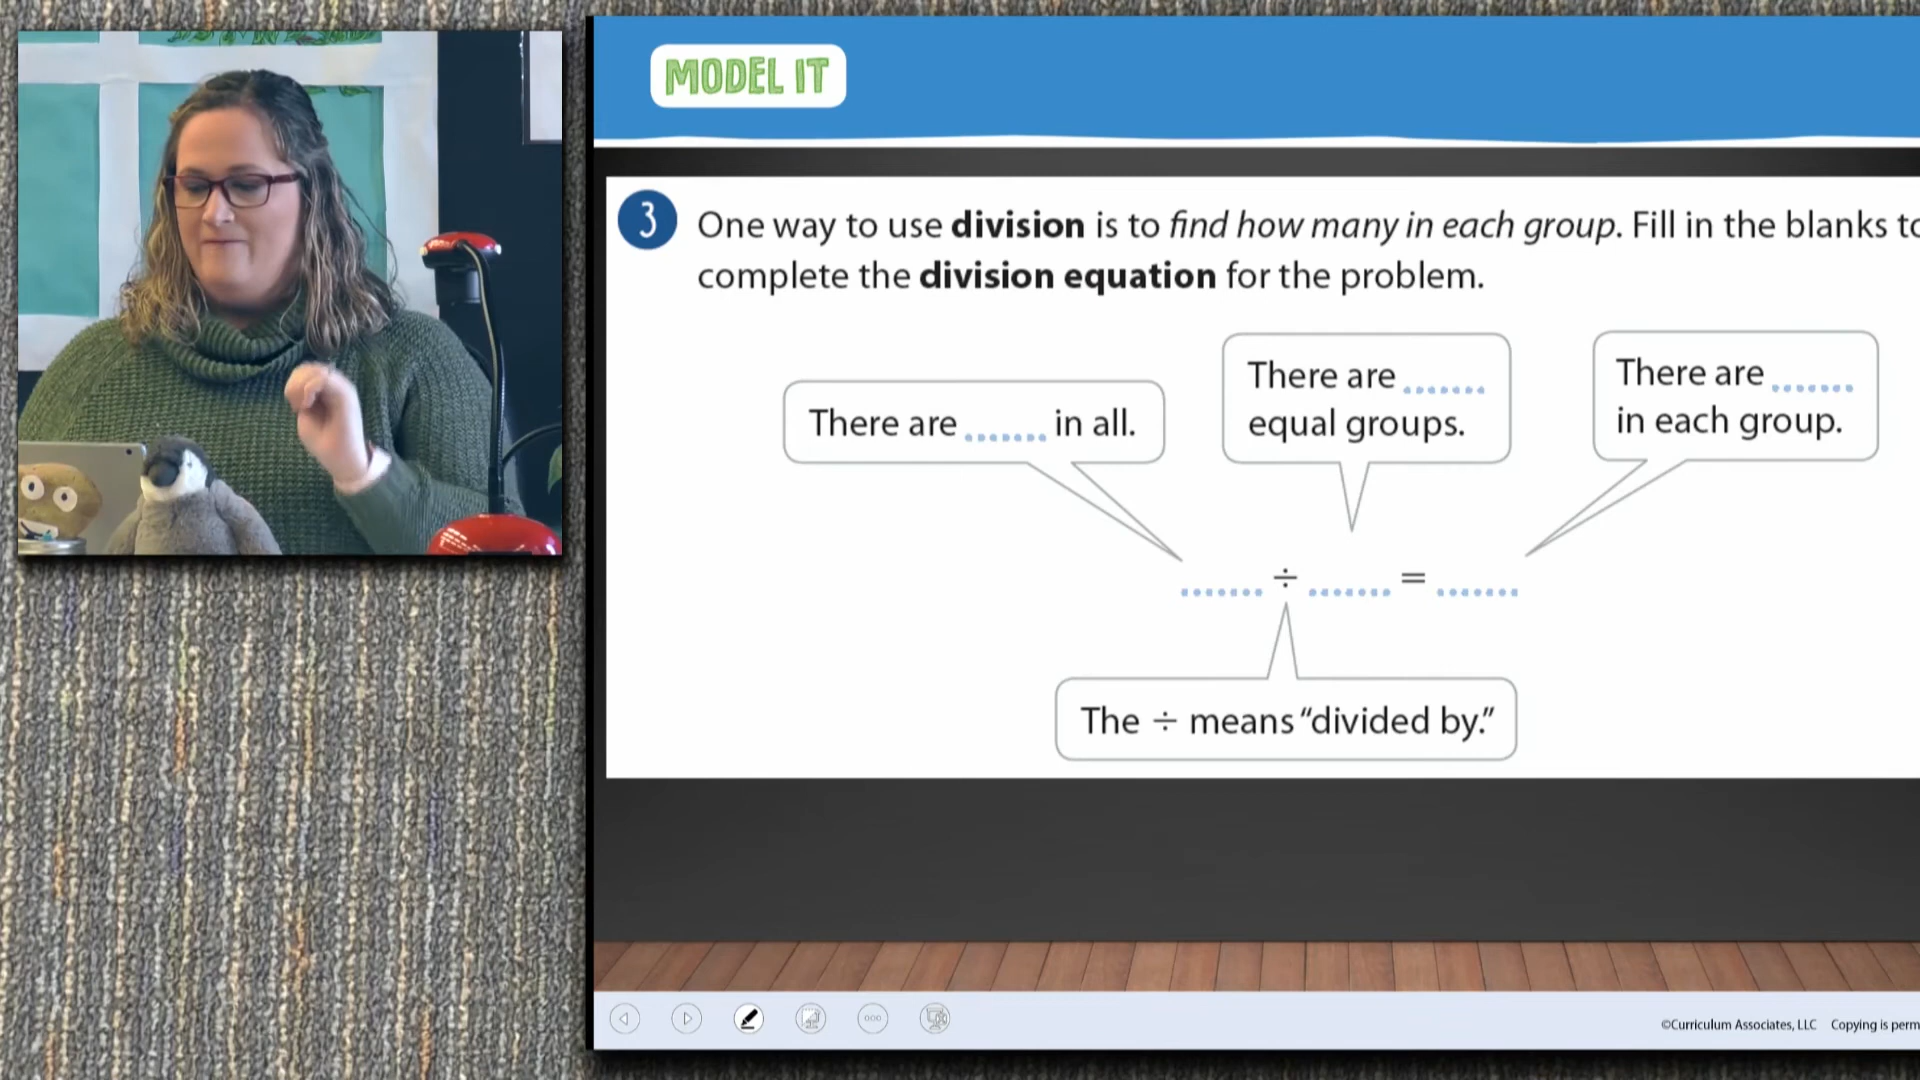 MODEL IT
3 One way to use division is to find how many in each group. Fill in the blanks to
complete the division equation for the problem.
There are ....... in all.
There are .......
equal groups.
There are .......
in each group.
....... ÷ ....... = .......
The ÷ means “divided by.”
©Curriculum Associates, LLC Copying is